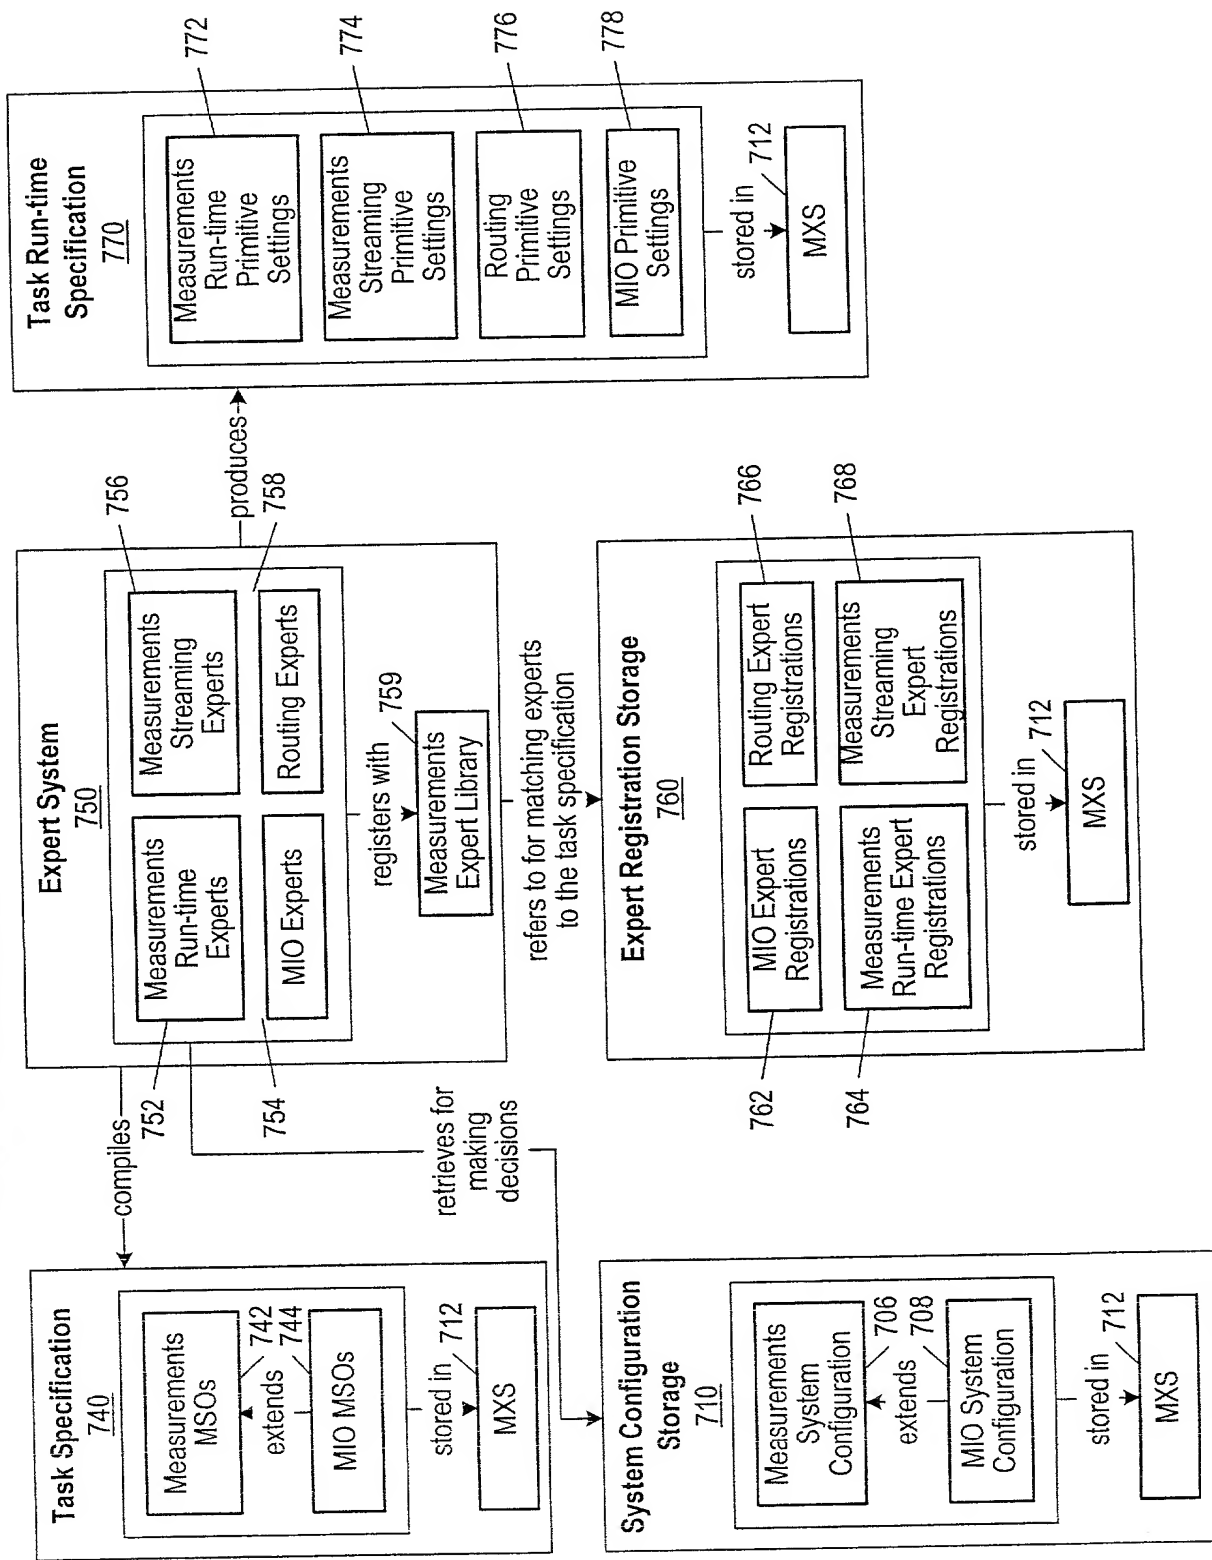 Task Specification
740
Measurements
MSOs
742
extends
744
MIO MSOs
stored in
712
MXS
compiles
Expert System
750
Measurements
Run-time
Experts
752
Measurements
Streaming
Experts
756
MIO Experts
754
Routing Experts
758
registers with
759
Measurements
Expert Library
produces
Task Run-time
Specification
770
Measurements
Run-time
Primitive
Settings
772
Measurements
Streaming
Primitive
Settings
774
Routing
Primitive
Settings
776
MIO Primitive
Settings
778
stored in
712
MXS
retrieves for
making
decisions
refers to for matching experts
to the task specification
System Configuration
Storage
710
Measurements
System
Configuration
706
extends
708
MIO System
Configuration
stored in
712
MXS
Expert Registration Storage
760
MIO Expert
Registrations
762
Routing Expert
Registrations
766
Measurements
Run-time Expert
Registrations
764
Measurements
Streaming
Expert
Registrations
768
stored in
712
MXS